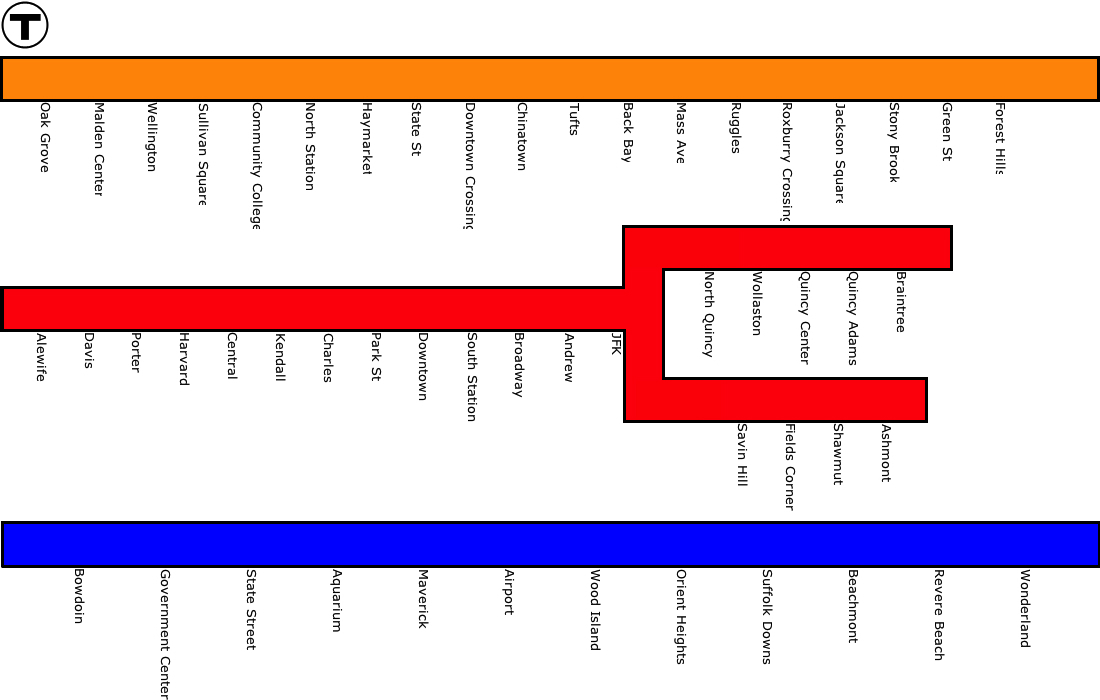 T
Oak Grove
Malden Center
Wellington
Sullivan Square
Community College
North Station
Haymarket
State St
Downtown Crossing
Chinatown
Tufts
Back Bay
Mass Ave
Ruggles
Roxburry Crossing
Jackson Square
Stony Brook
Green St
Forest Hills
North Quincy
Wollaston
Quincy Center
Quincy Adams
Braintree
Alewife
Davis
Porter
Harvard
Central
Kendall
Charles
Park St
Downtown
South Station
Broadway
Andrew
JFK
Savin Hill
Fields Corner
Shawmut
Ashmont
Bowdoin
Government Center
State Street
Aquarium
Maverick
Airport
Wood Island
Orient Heights
Suffolk Downs
Beachmont
Revere Beach
Wonderland